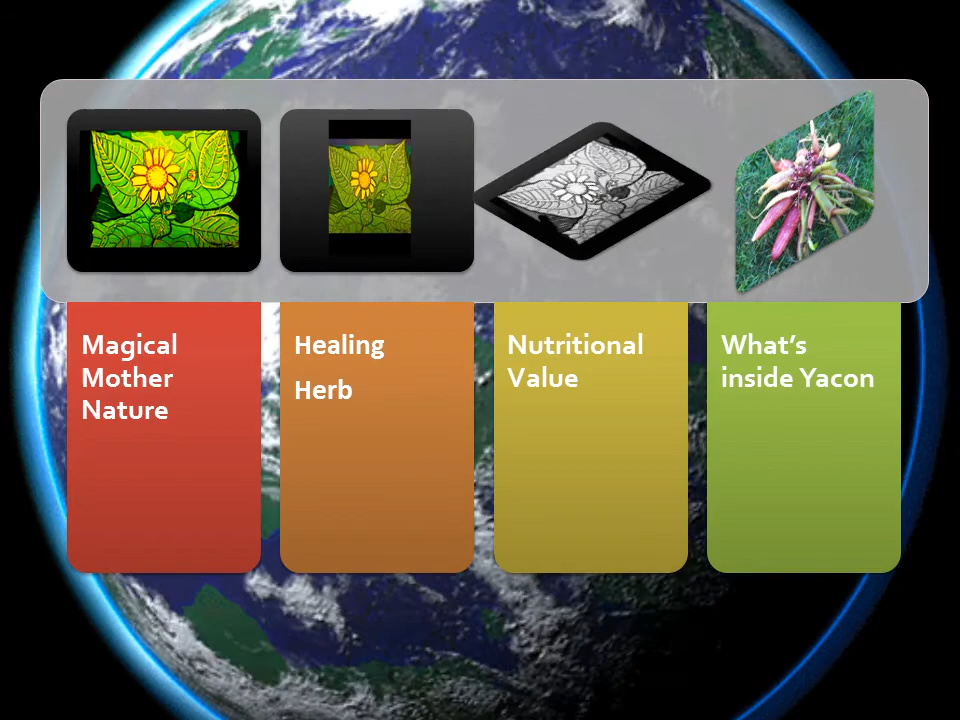 Magical
Mother
Nature
Healing
Herb
Nutritional
Value
What’s
inside Yacon